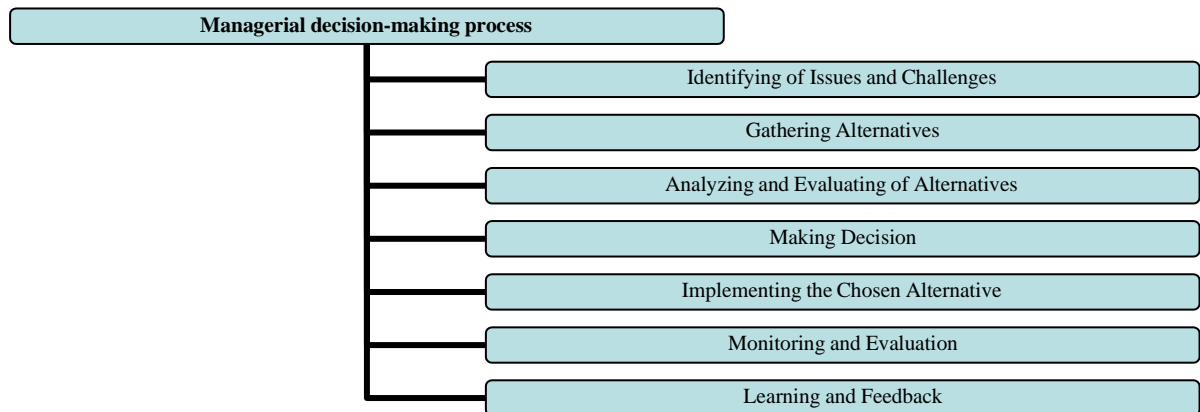 Managerial decision-making process
Identifying of Issues and Challenges
Gathering Alternatives
Analyzing and Evaluating of Alternatives
Making Decision
Implementing the Chosen Alternative
Monitoring and Evaluation
Learning and Feedback